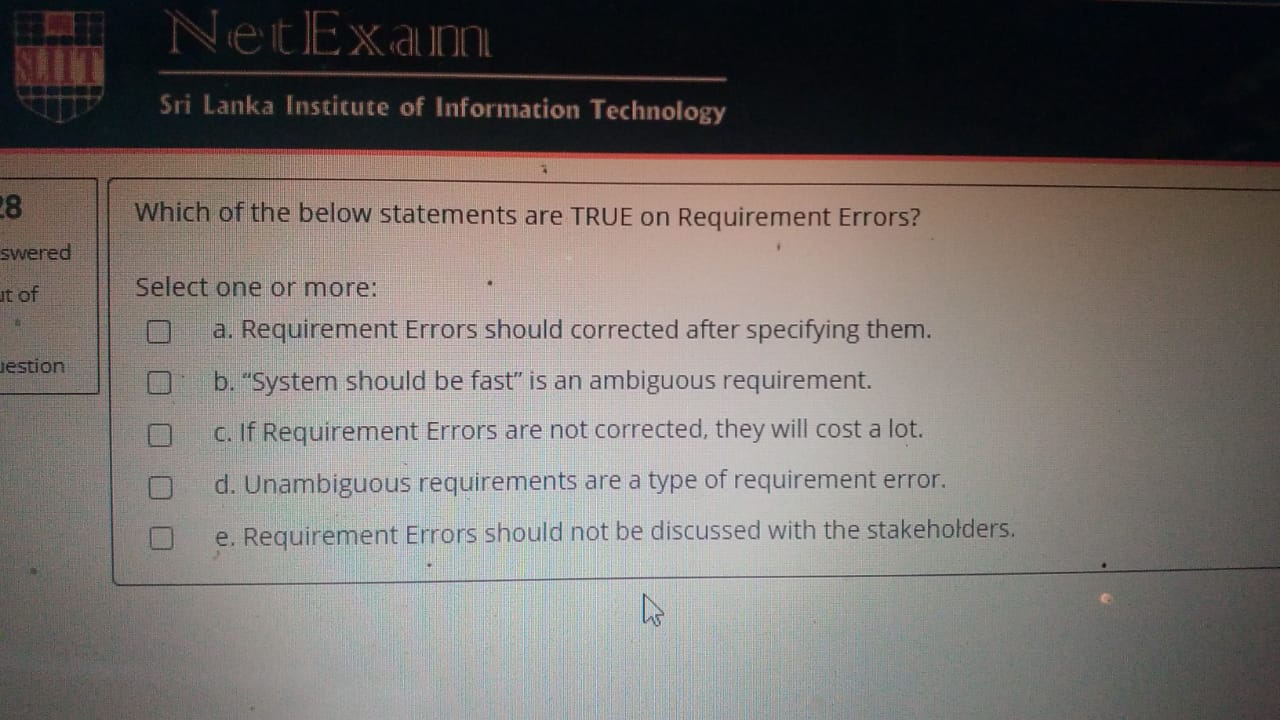 SLIIT
NetExam
Sri Lanka Institute of Information Technology
28
swered
ut of
uestion
Which of the below statements are TRUE on Requirement Errors?
Select one or more:
a. Requirement Errors should corrected after specifying them.
b. “System should be fast” is an ambiguous requirement.
c. If Requirement Errors are not corrected, they will cost a lot.
d. Unambiguous requirements are a type of requirement error.
e. Requirement Errors should not be discussed with the stakeholders.